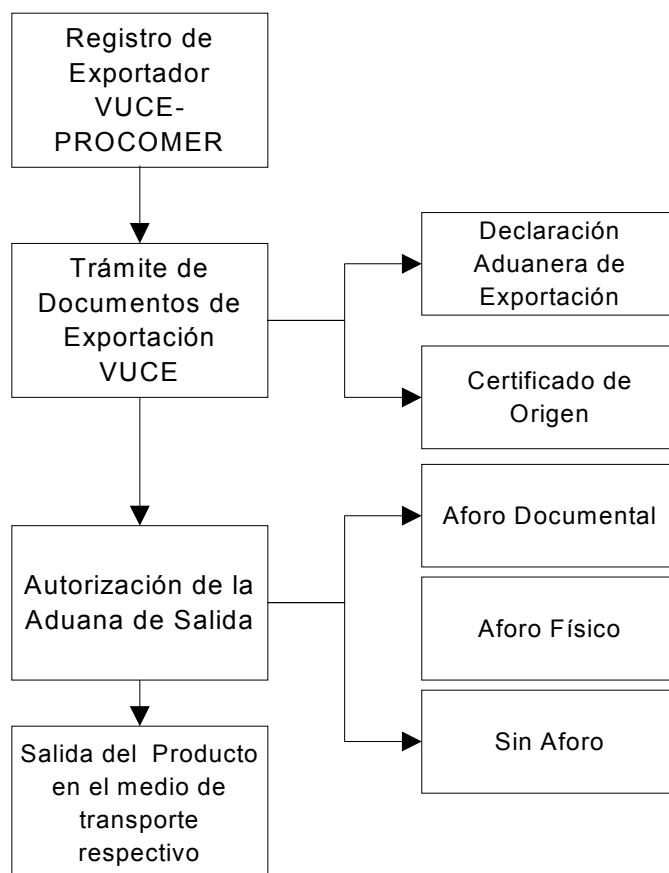 Registro de
Exportador
VUCE-
PROCOMER
Trámite de
Documentos de
Exportación
VUCE
Declaración
Aduanera de
Exportación
Certificado de
Origen
Autorización de la
Aduana de Salida
Aforo Documental
Aforo Físico
Sin Aforo
Salida del Producto
en el medio de
transporte
respectivo